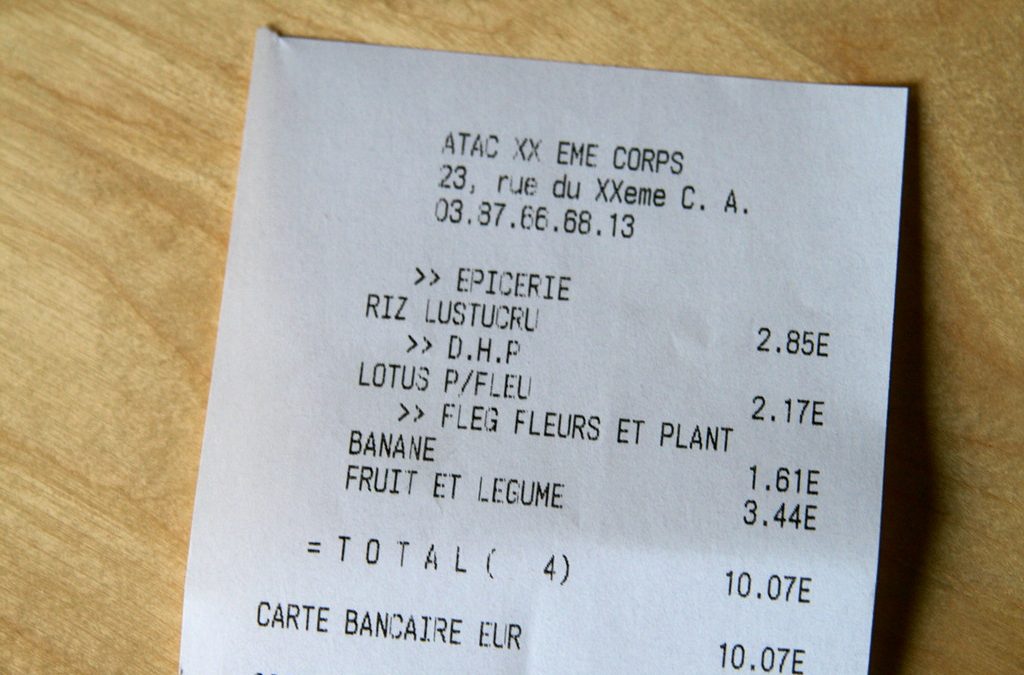 ATAC XX EME CORPS
23, rue du XXeme C. A.
03.87.66.68.13
>> EPICERIE
RIZ LUSTUCRU 2.85E
>> D.H.P
LOTUS P/FLEU 2.17E
>> FLEG FLEURS ET PLANT
BANANE 1.61E
FRUIT ET LEGUME 3.44E
=TOTAL( 4) 10.07E
CARTE BANCAIRE EUR 10.07E